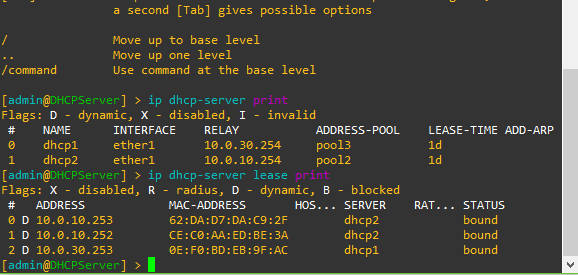 a second [Tab] gives possible options
/ Move up to base level
.. Move up one level
/command Use command at the base level
[admin@DHCPServer] > ip dhcp-server print
Flags: D - dynamic, X - disabled, I - invalid
# NAME INTERFACE RELAY ADDRESS-POOL LEASE-TIME ADD-ARP
0 dhcp1 ether1 10.0.30.254 pool3 1d
1 dhcp2 ether1 10.0.10.254 pool2 1d
[admin@DHCPServer] > ip dhcp-server lease print
Flags: X - disabled, R - radius, D - dynamic, B - blocked
# ADDRESS MAC-ADDRESS HOS... SERVER RAT... STATUS
0 D 10.0.10.253 62:DA:D7:DA:C9:2F dhcp2 bound
1 D 10.0.10.252 CE:C0:AA:ED:BE:3A dhcp2 bound
2 D 10.0.30.253 0E:F0:BD:EB:9F:AC dhcp1 bound
[admin@DHCPServer] >